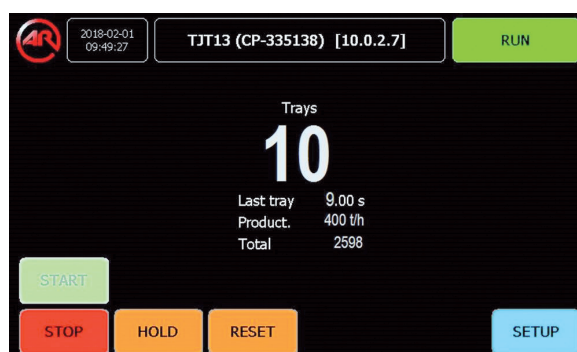 4R
2018-02-01
09:49:27
TJT13 (CP-335138) [10.0.2.7]
RUN
Trays
10
Last tray 9.00 s
Product. 400 t/h
Total 2598
START
STOP HOLD RESET SETUP